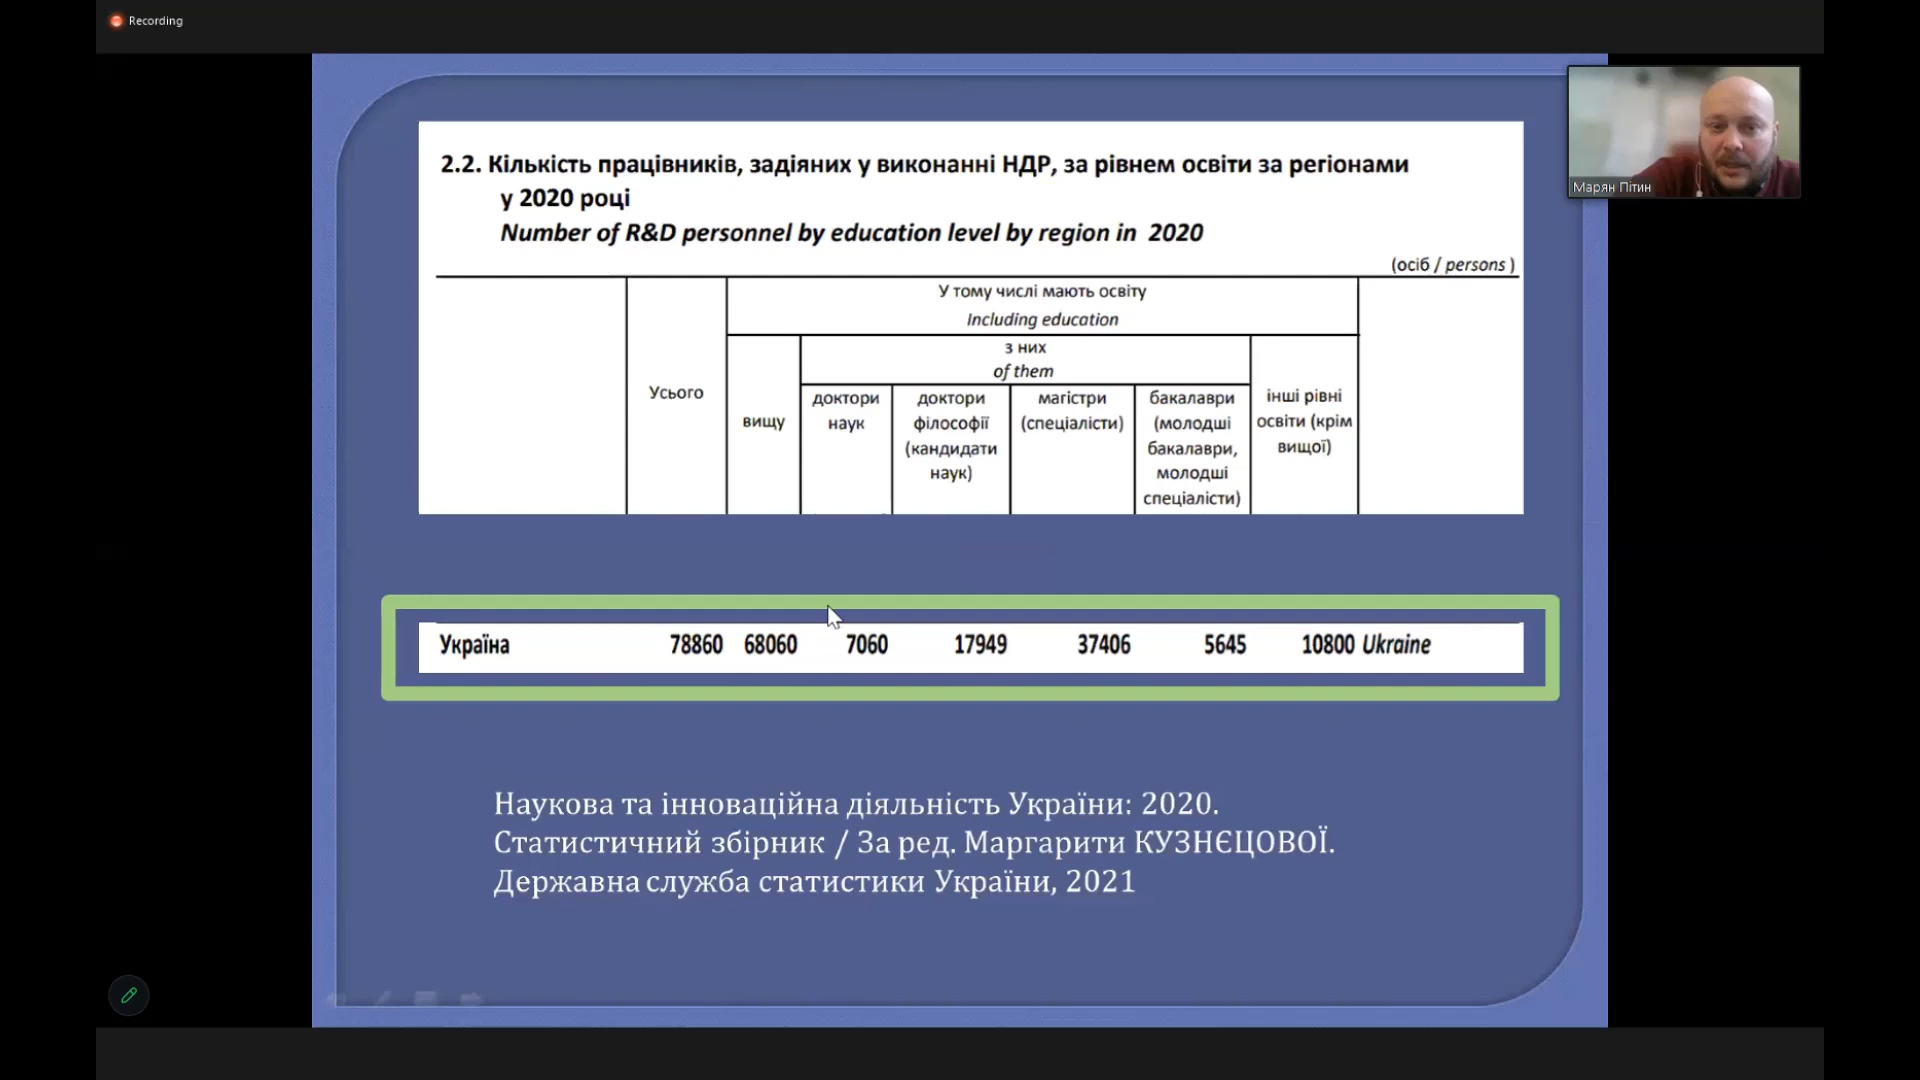 Recording
2.2. Кількість працівників, задіяних у виконанні НДР, за рівнем освіти за регіонами
у 2020 році
Number of R&D personnel by education level by region in 2020
(осіб / persons )
У тому числі мають освіту
Including education
з них
of them
Усього
вищу
доктори
наук
доктори
філософії
(кандидати
наук)
магістри
(спеціалісти)
бакалаври
(молодші
бакалаври,
молодші
спеціалісти)
інші рівні
освіти (крім
вищої)
Україна 78860 68060 7060 17949 37406 5645 10800 Ukraine
Наукова та інноваційна діяльність України: 2020.
Статистичний збірник / За ред. Маргарити КУЗНЄЦОВОЇ.
Державна служба статистики України, 2021
Марян Пітин